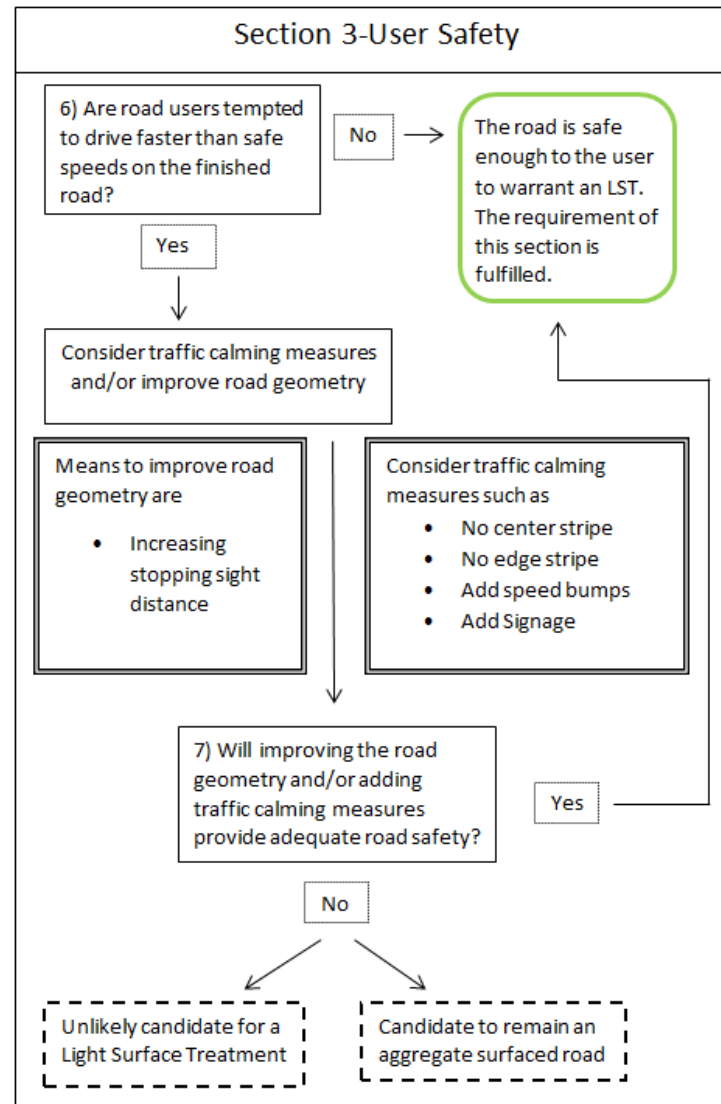 Section 3-User Safety
6) Are road users tempted
to drive faster than safe
speeds on the finished
road?
No
The road is safe
enough to the user
to warrant an LST.
The requirement of
this section is
fulfilled.
Yes
Consider traffic calming measures
and/or improve road geometry
Means to improve road
geometry are
• Increasing
stopping sight
distance
Consider traffic calming
measures such as
• No center stripe
• No edge stripe
• Add speed bumps
• Add Signage
7) Will improving the road
geometry and/or adding
traffic calming measures
provide adequate road safety?
Yes
No
Unlikely candidate for a
Light Surface Treatment
Candidate to remain an
aggregate surfaced road